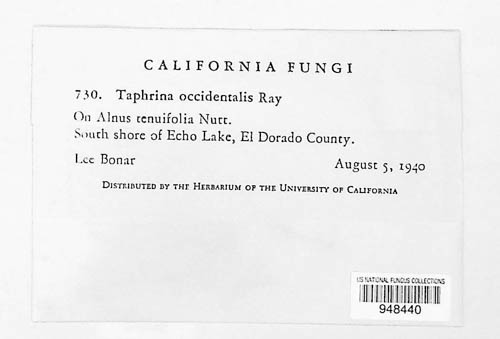 CALIFORNIA FUNGI
730. Taphrina occidentalis Ray
On Alnus tenuifolia Nutt.
South shore of Echo Lake, El Dorado County.
Lee Bonar August 5, 1940
DISTRIBUTED BY THE HERBARIUM OF THE UNIVERSITY OF CALIFORNIA
US NATIONAL FUNGUS COLLECTIONS
948440